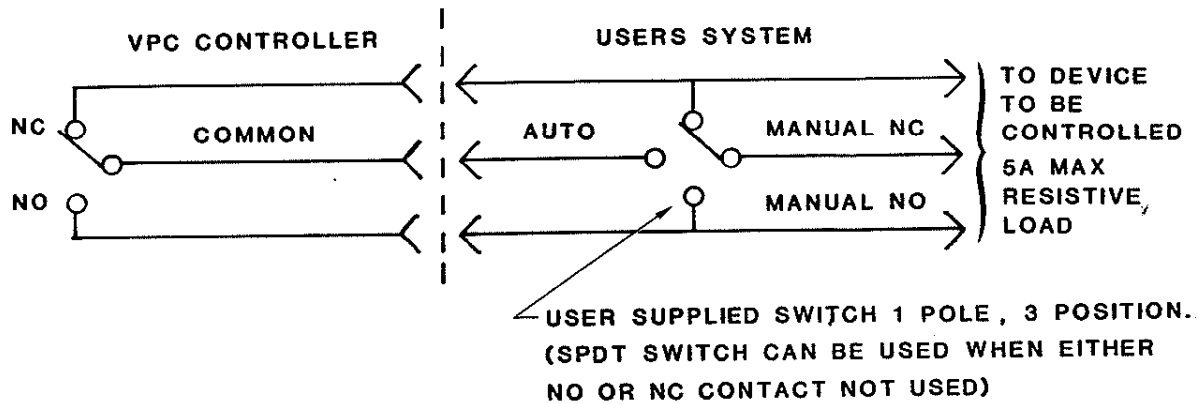 VPC CONTROLLER
USERS SYSTEM
NC
COMMON
NO
AUTO
MANUAL NC
MANUAL NO
TO DEVICE
TO BE
CONTROLLED
5A MAX
RESISTIVE
LOAD
USER SUPPLIED SWITCH 1 POLE, 3 POSITION.
(SPDT SWITCH CAN BE USED WHEN EITHER
NO OR NC CONTACT NOT USED)